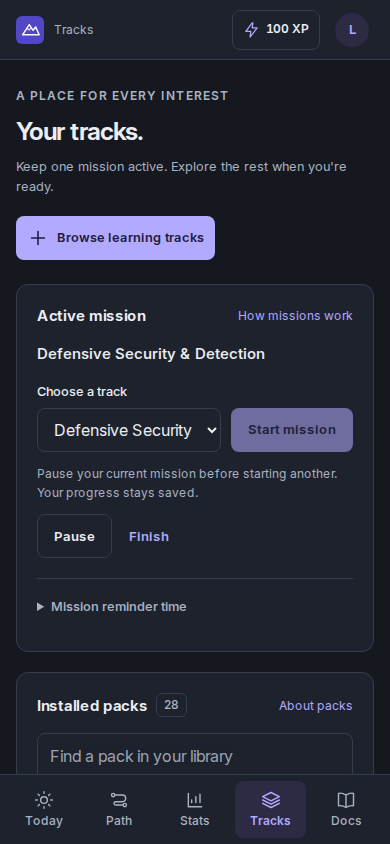 Tracks
100 XP
L
A PLACE FOR EVERY INTEREST
Your tracks.
Keep one mission active. Explore the rest when you're
ready.
Browse learning tracks
Active mission
How missions work
Defensive Security & Detection
Choose a track
Defensive Security
Start mission
Pause your current mission before starting another.
Your progress stays saved.
Pause
Finish
Mission reminder time
Installed packs
28
About packs
Find a pack in your library
Today
Path
Stats
Tracks
Docs